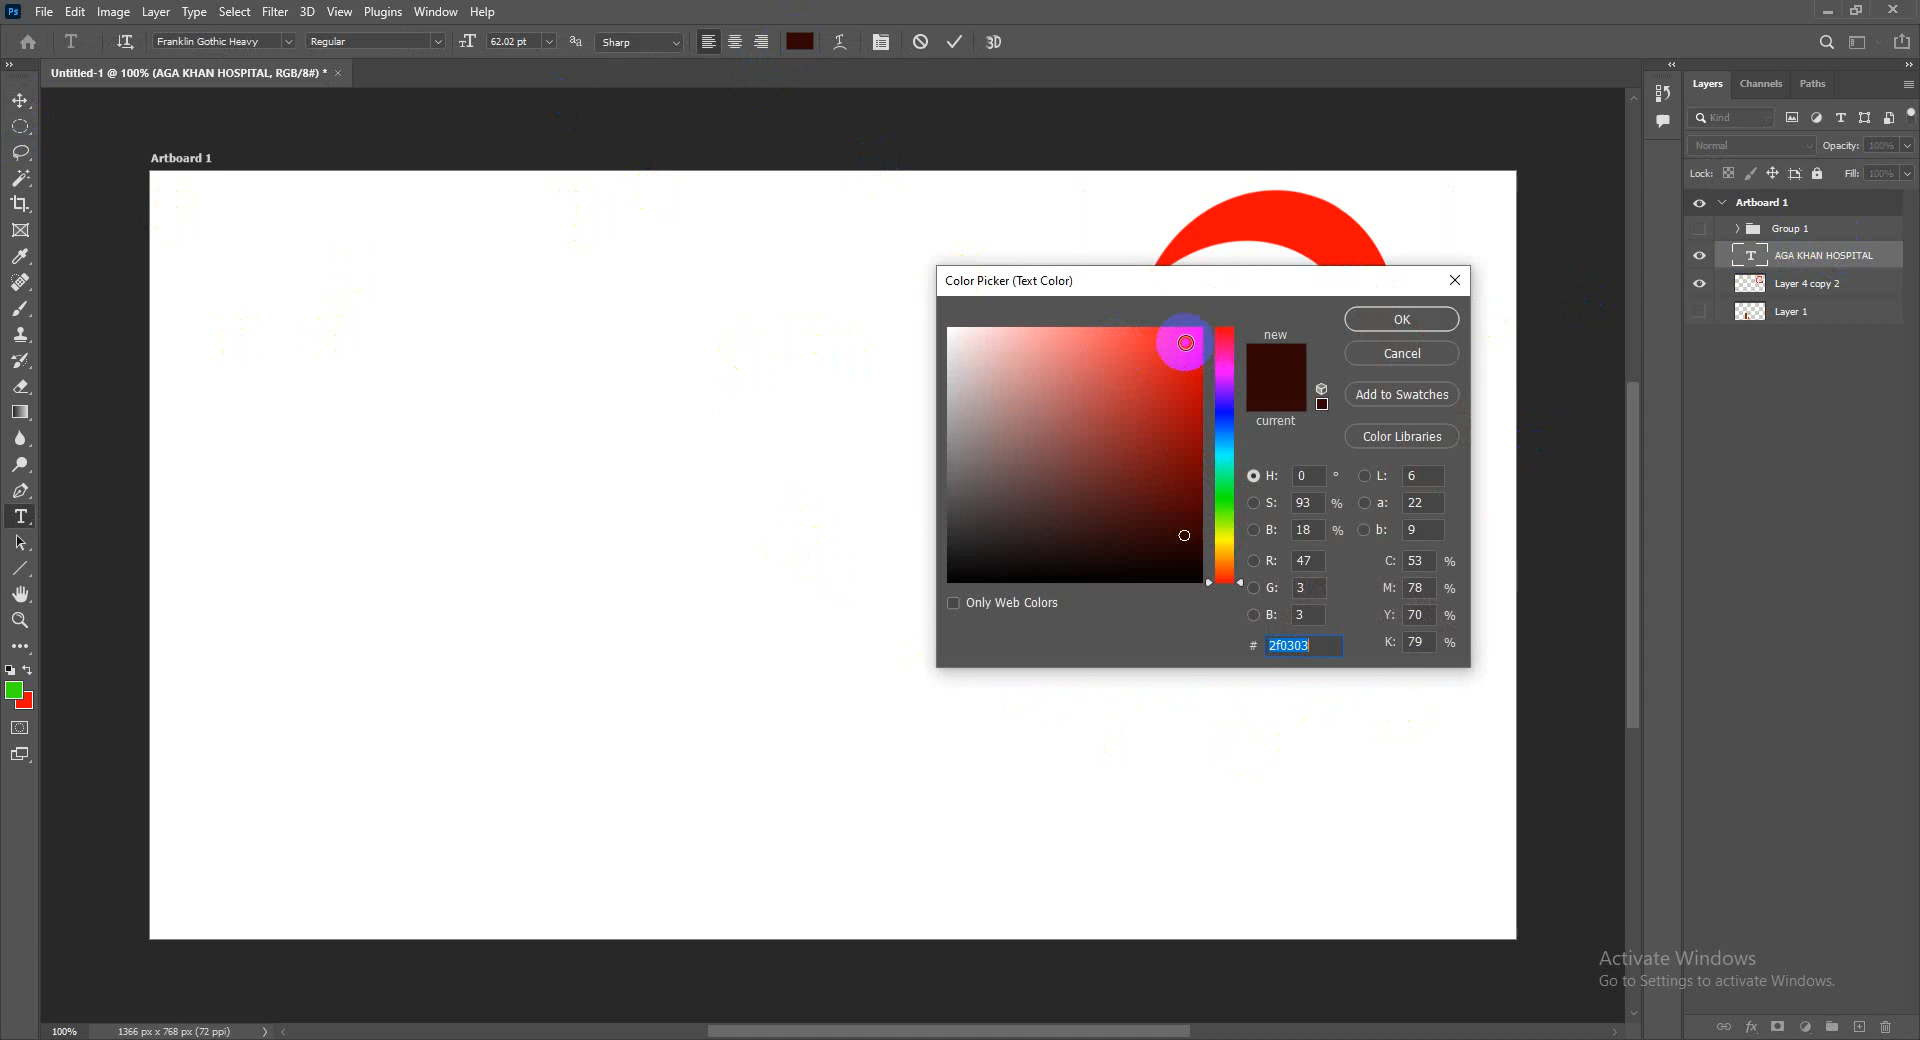 Ps File Edit Image Layer Type Select Filter 3D View Plugins Window Help
Franklin Gothic Heavy Regular 62.02 pt Sharp 3D
Untitled-1 @ 100% (AGA KHAN HOSPITAL, RGB/8#) * ×
Layers Channels Paths
Kind
Normal Opacity: 100%
Lock: Fill: 100%
Artboard 1
Group 1
AGA KHAN HOSPITAL
Layer 4 copy 2
Layer 1
Artboard 1
Color Picker (Text Color)
new
current
OK
Cancel
Add to Swatches
Color Libraries
H: 0 ° L: 6
S: 93 % a: 22
B: 18 % b: 9
R: 47 C: 53 %
G: 3 M: 78 %
B: 3 Y: 70 %
# 2f0303 K: 79 %
Only Web Colors
Activate Windows
Go to Settings to activate Windows.
100% 1366 px x 768 px (72 ppi)